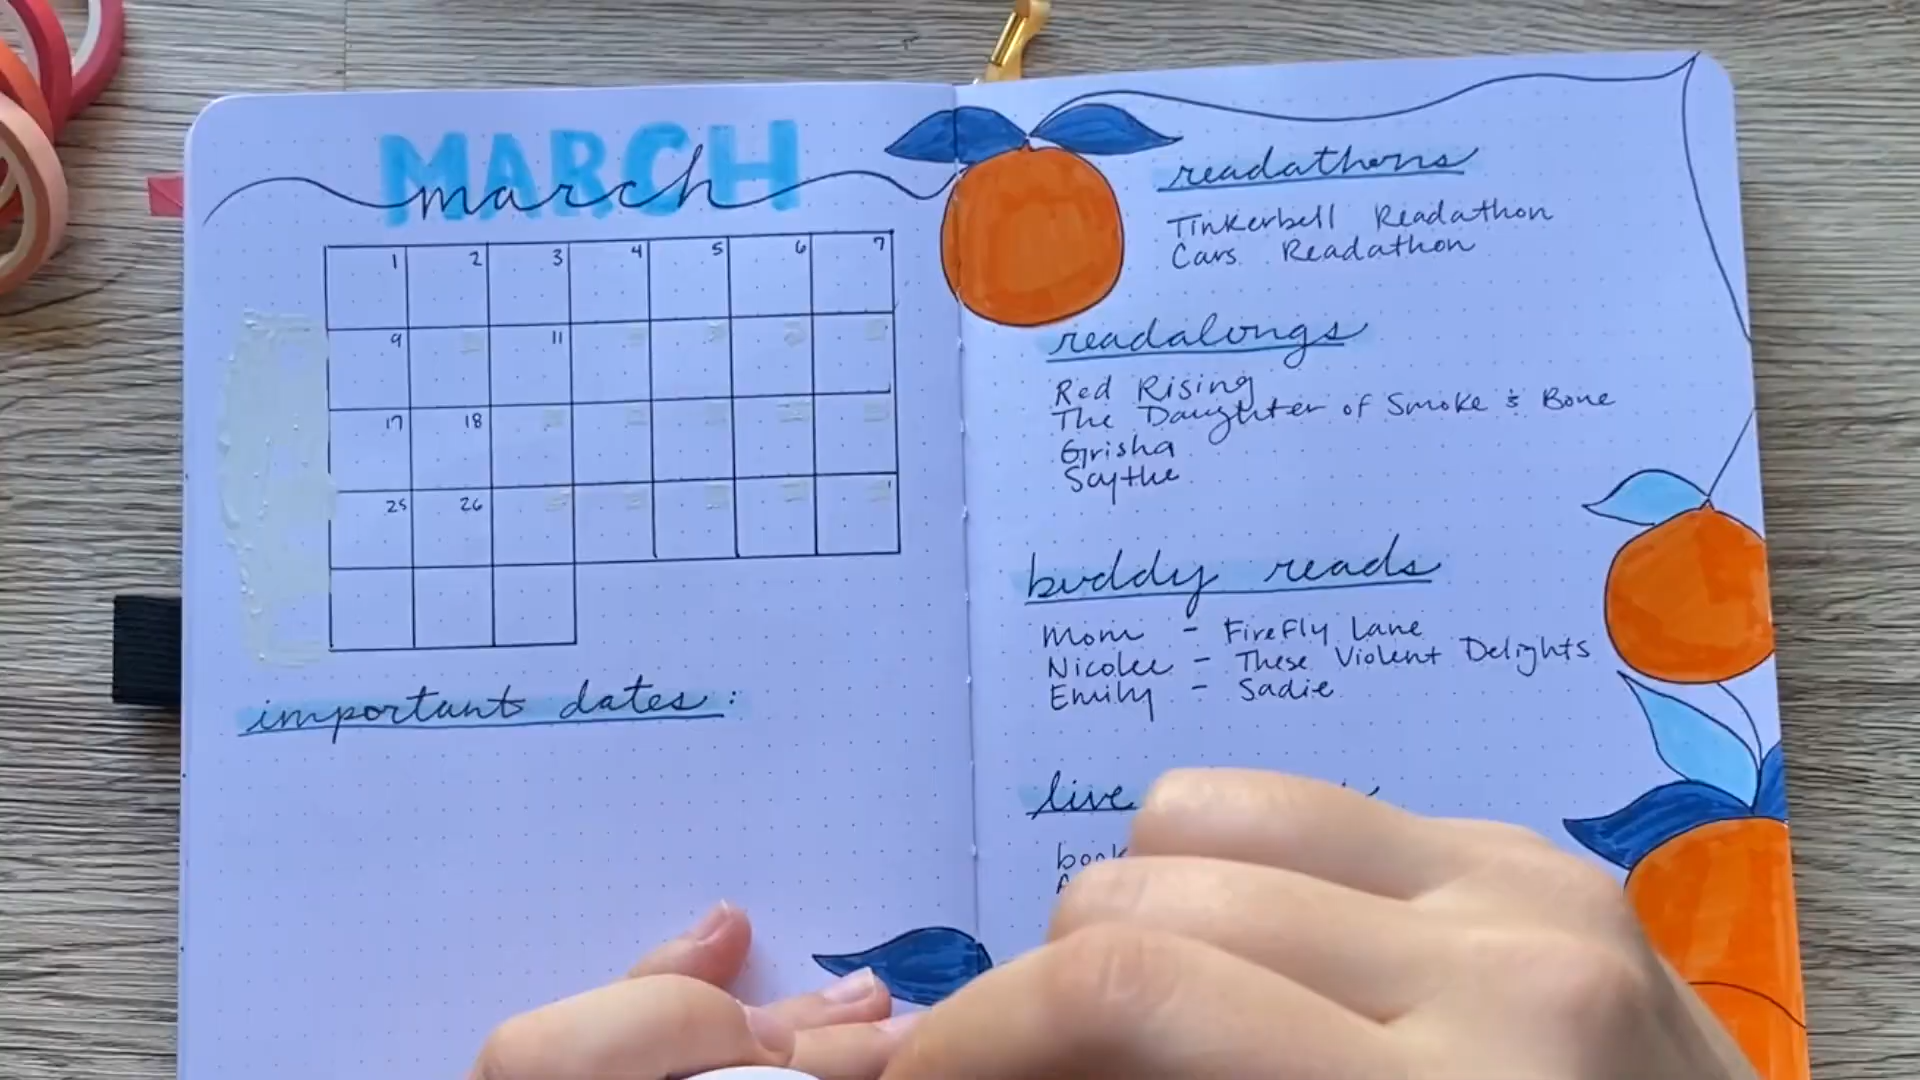 MARCH
march
1 2 3 4 5 6 7
9 11
17 18
25 26
important dates:
readathons
Tinkerbell Readathon
Cars Readathon
readalongs
Red Rising
The Daughter of Smoke & Bone
Grisha
Scythe
buddy reads
Mom - Firefly Lane
Nicolee - These Violent Delights
Emily - Sadie
live